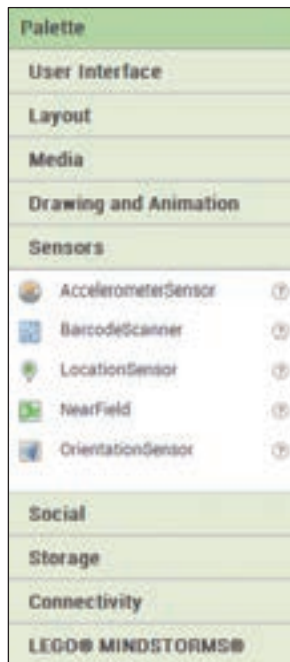 Palette
User Interface
Layout
Media
Drawing and Animation
Sensors
AccelerometerSensor ?
BarcodeScanner ?
LocationSensor ?
NearField ?
OrientationSensor ?
Social
Storage
Connectivity
LEGO® MINDSTORMS®